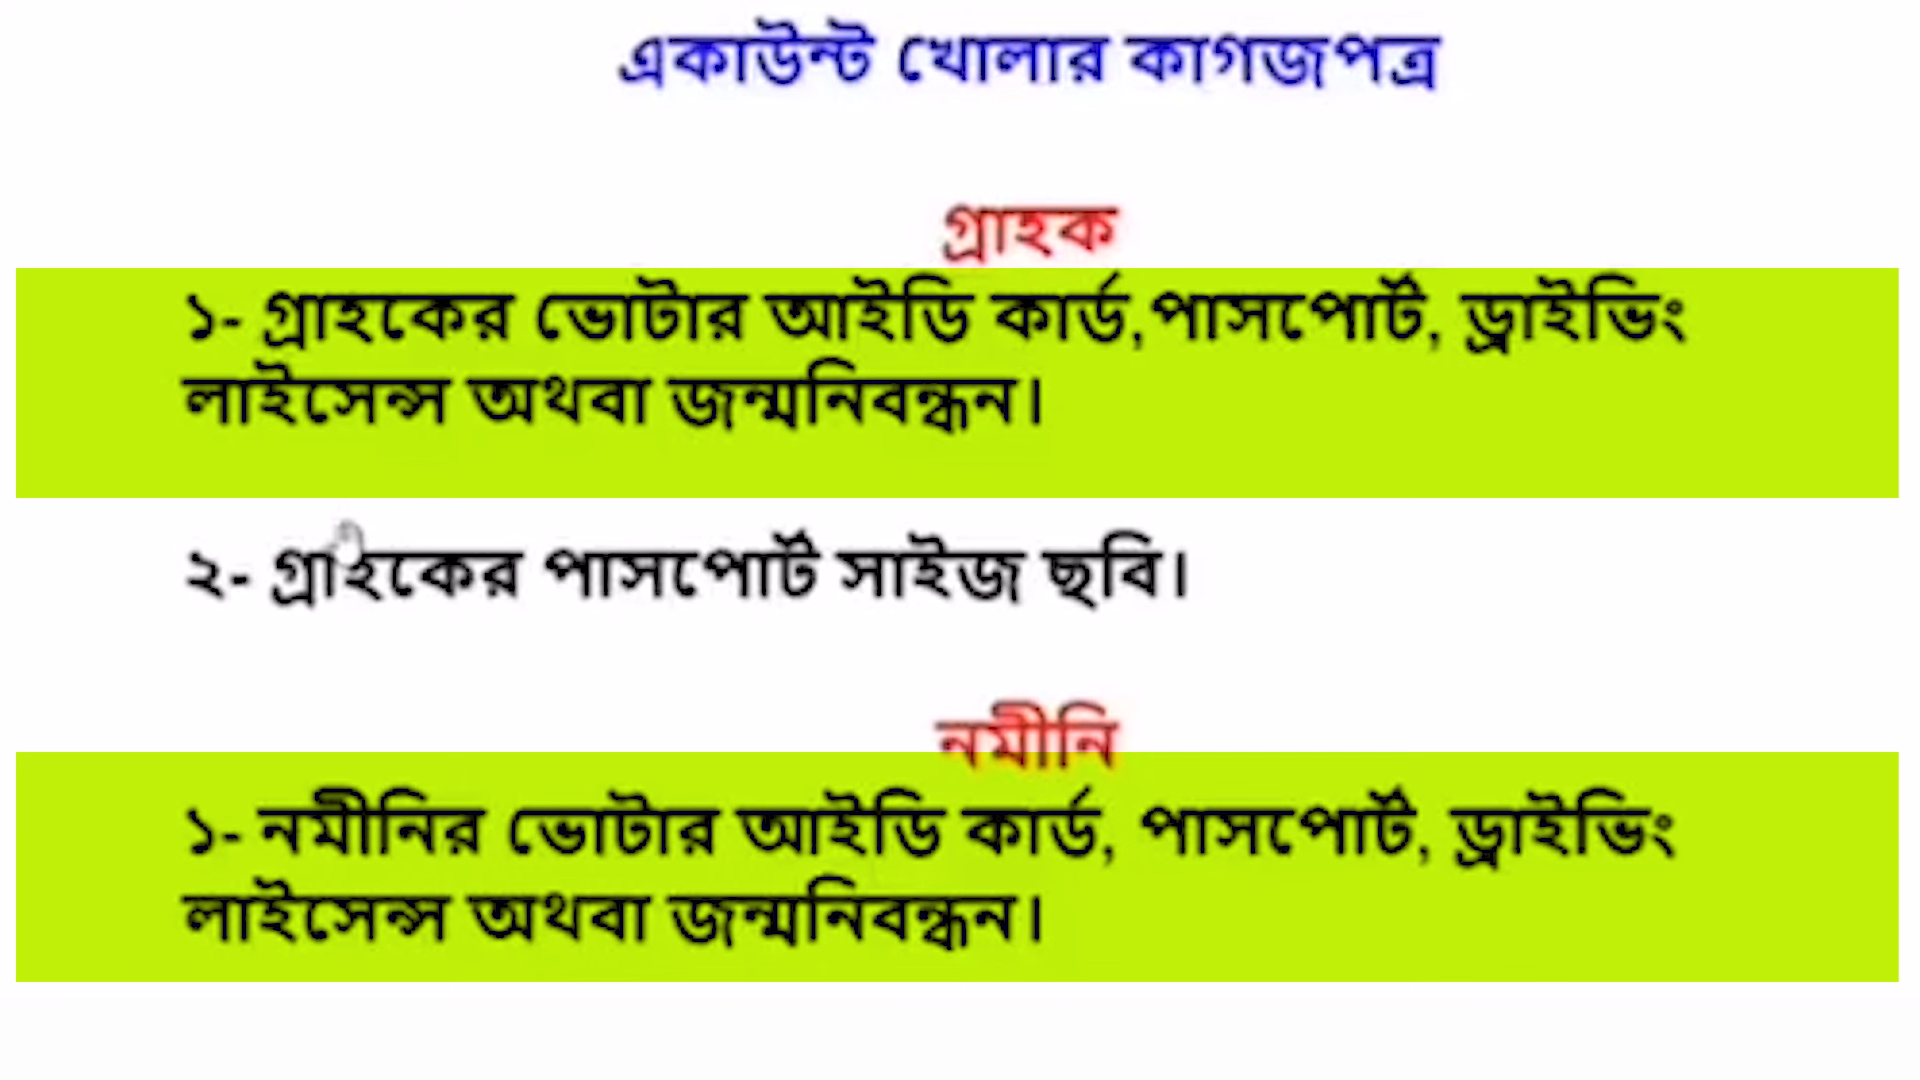 একাউন্ট খোলার কাগজপত্র
গ্রাহক
১- গ্রাহকের ভোটার আইডি কার্ড,পাসপোর্ট, ড্রাইভিং
লাইসেন্স অথবা জন্মনিবন্ধন।
২- গ্রাহকের পাসপোর্ট সাইজ ছবি।
নমীনি
১- নমীনির ভোটার আইডি কার্ড, পাসপোর্ট, ড্রাইভিং
লাইসেন্স অথবা জন্মনিবন্ধন।